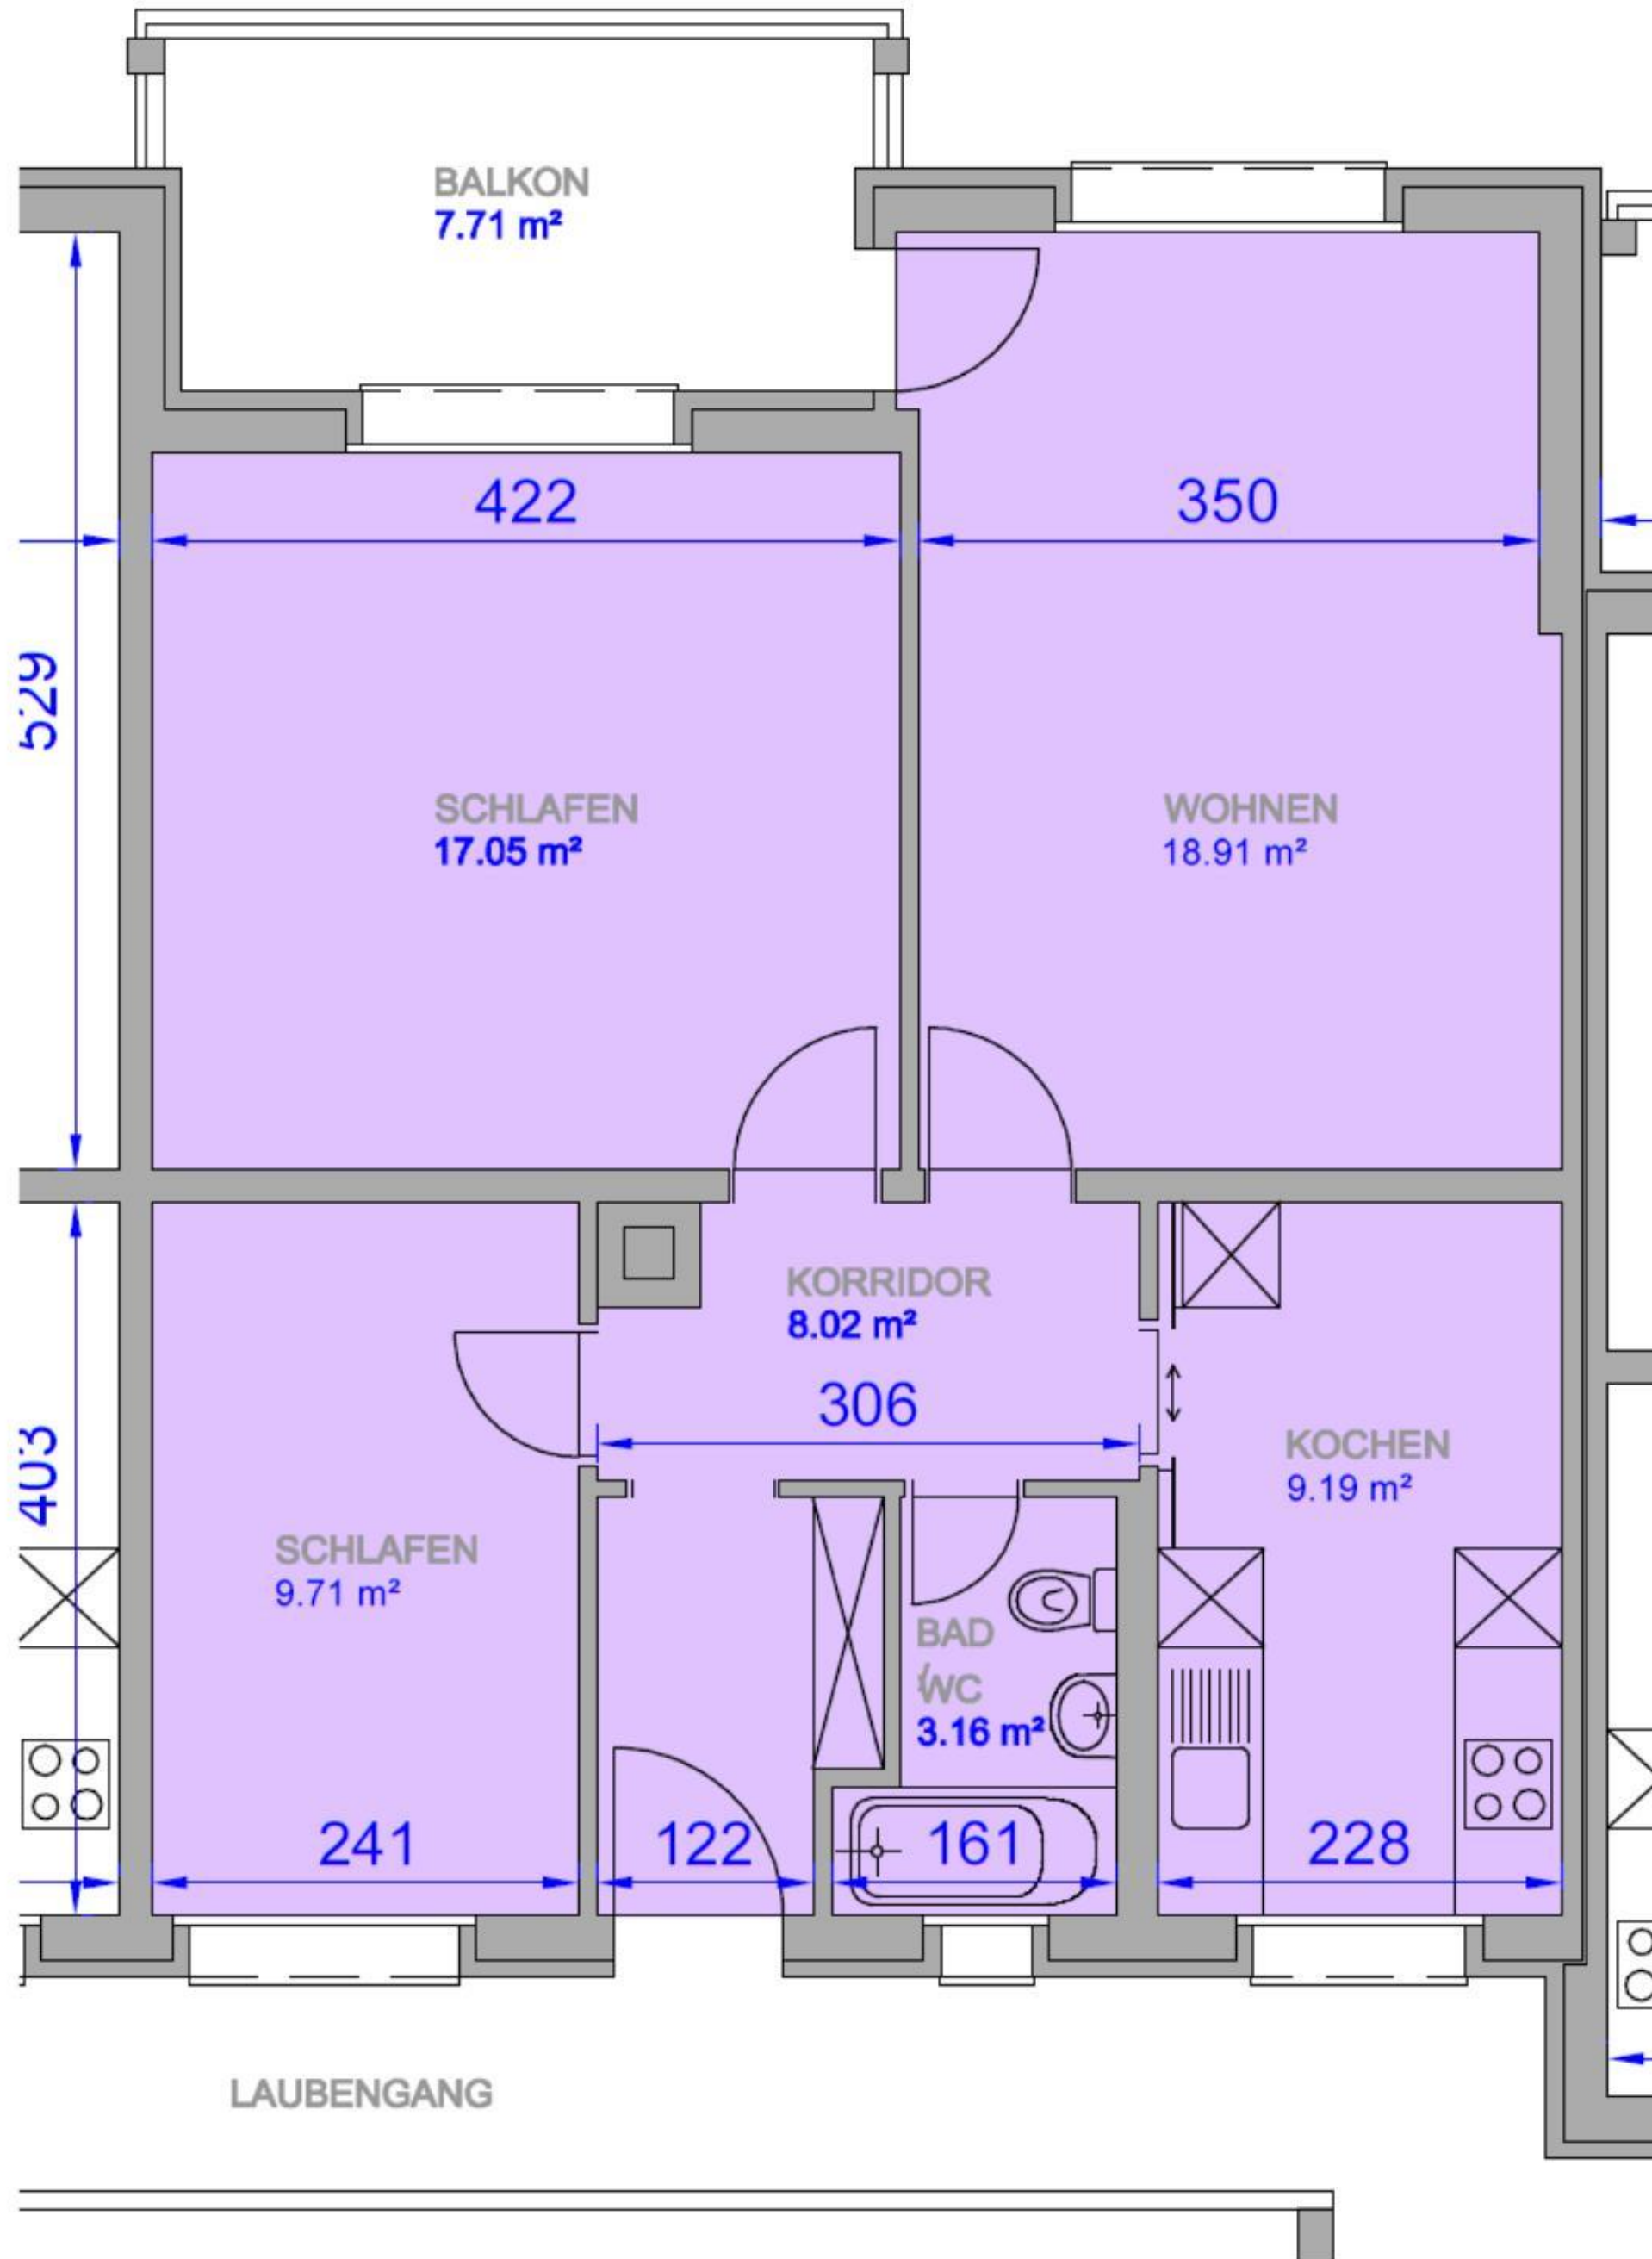 BALKON
7.71 m²
422
350
529
SCHLAFEN
17.05 m²
WOHNEN
18.91 m²
KORRIDOR
8.02 m²
306
403
KOCHEN
9.19 m²
SCHLAFEN
9.71 m²
BAD
/
WC
3.16 m²
241
122
161
228
LAUBENGANG